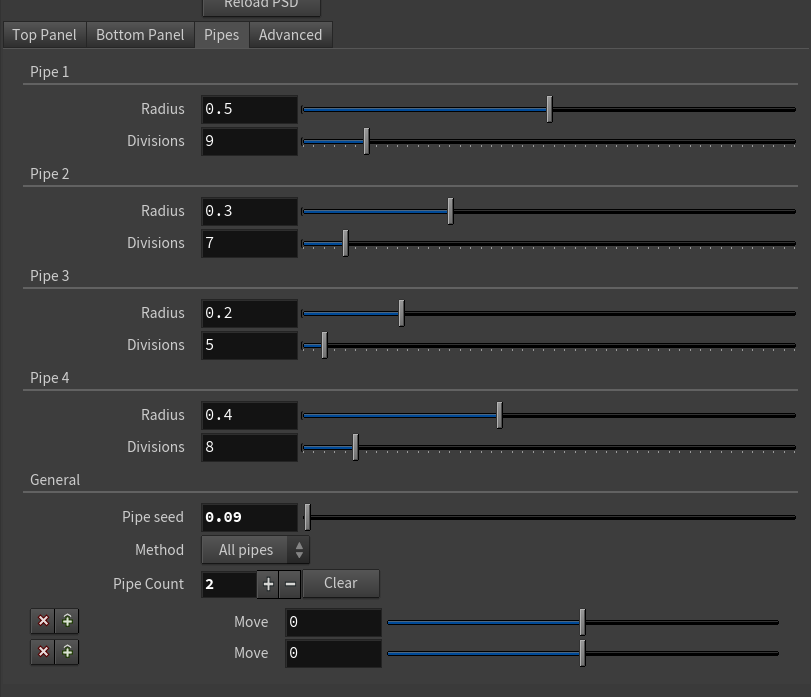 Reload PSD
Top Panel Bottom Panel Pipes Advanced
Pipe 1
Radius 0.5
Divisions 9
Pipe 2
Radius 0.3
Divisions 7
Pipe 3
Radius 0.2
Divisions 5
Pipe 4
Radius 0.4
Divisions 8
General
Pipe seed 0.09
Method All pipes
Pipe Count 2 + − Clear
Move 0
Move 0